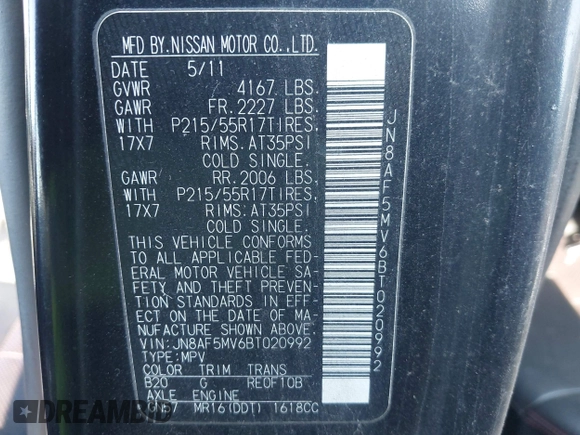 MFD BY.NISSAN MOTOR CO.,LTD.
DATE 5/11
GVWR 4167 LBS.
GAWR FR.2227 LBS.
WITH P215/55R17TIRES.
17X7 RIMS.AT35PSI
COLD SINGLE.
GAWR RR.2006 LBS.
WITH P215/55R17TIRES.
17X7 RIMS.AT35PSI
COLD SINGLE.
THIS VEHICLE CONFORMS
TO ALL APPLICABLE FED-
ERAL MOTOR VEHICLE SA-
FETY AND THEFT PREVEN-
TION STANDARDS IN EFF-
ECT ON THE DATE OF MA-
NUFACTURE SHOWN ABOVE.
VIN:JN8AF5MV6BT020992
TYPE:MPV
COLOR TRIM TRANS
B20 G RE0F10B
AXLE ENGINE
MR16(DDT) 1618CC
JN8AF5MV6BT020992
EPIC VIN